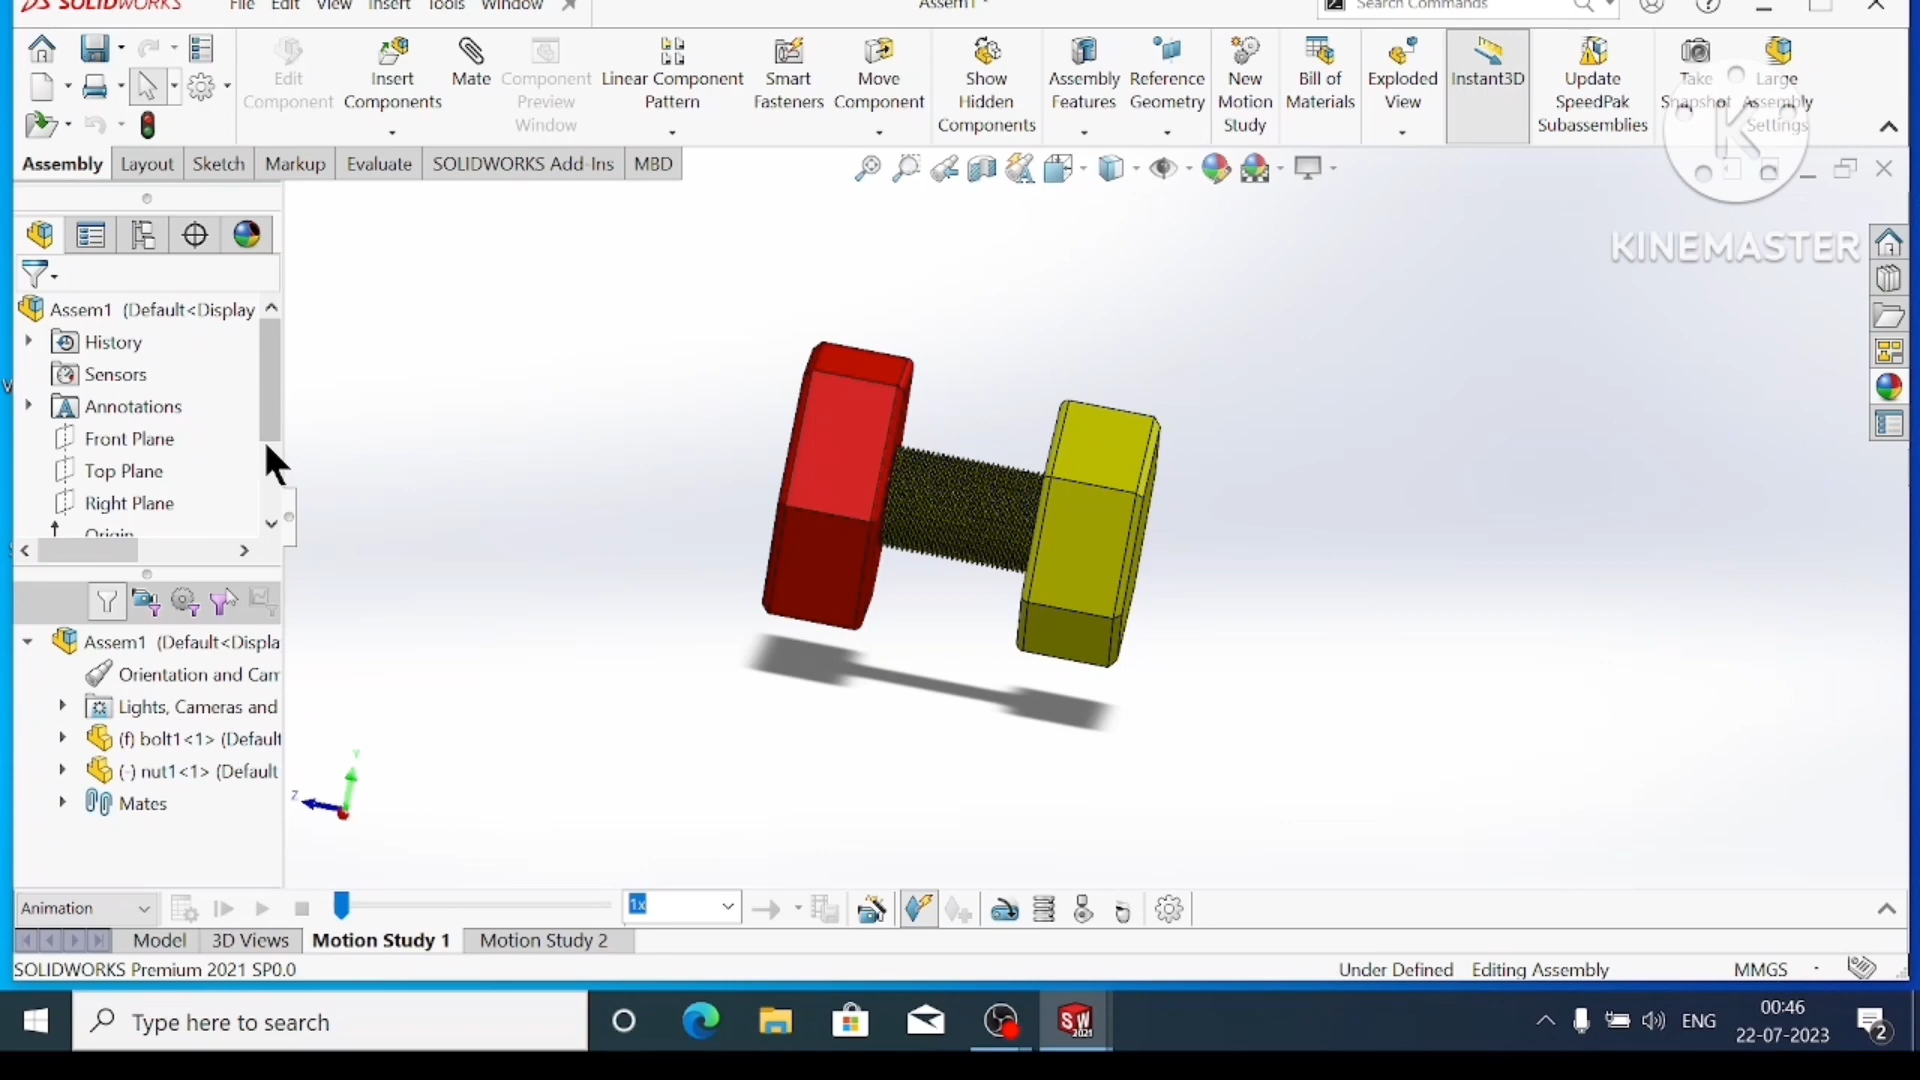 SOLIDWORKS File Edit View Insert Tools Window Assem1 * Search Commands
Edit Component
Insert Components
Mate
Component Preview Window
Linear Component Pattern
Smart Fasteners
Move Component
Show Hidden Components
Assembly Features
Reference Geometry
New Motion Study
Bill of Materials
Exploded View
Instant3D
Update SpeedPak Subassemblies
Take Snapshot
Large Assembly Settings
Assembly Layout Sketch Markup Evaluate SOLIDWORKS Add-Ins MBD
KINEMASTER
Assem1 (Default<Display
History
Sensors
Annotations
Front Plane
Top Plane
Right Plane
Origin
Assem1 (Default<Displa
Orientation and Cam
Lights, Cameras and
(f) bolt1<1> (Default
(-) nut1<1> (Default
Mates
Y
Z
Animation 1x
Model 3D Views Motion Study 1 Motion Study 2
SOLIDWORKS Premium 2021 SP0.0 Under Defined Editing Assembly MMGS
Type here to search
SW
2021
ENG
00:46
22-07-2023
2